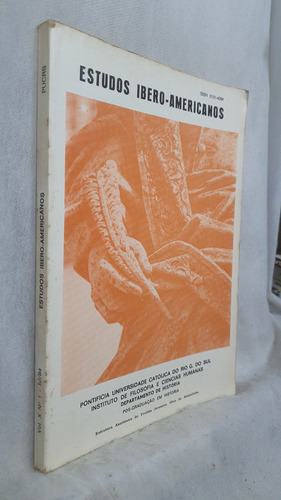 ESTUDOS IBERO-AMERICANOS
PONTIFÍCIA UNIVERSIDADE CATÓLICA DO RIO G. DO SUL
INSTITUTO DE FILOSOFIA E CIÊNCIAS HUMANAS
DEPARTAMENTO DE HISTÓRIA
PÓS-GRADUAÇÃO EM HISTÓRIA
PUCRS
ESTUDOS IBERO-AMERICANOS